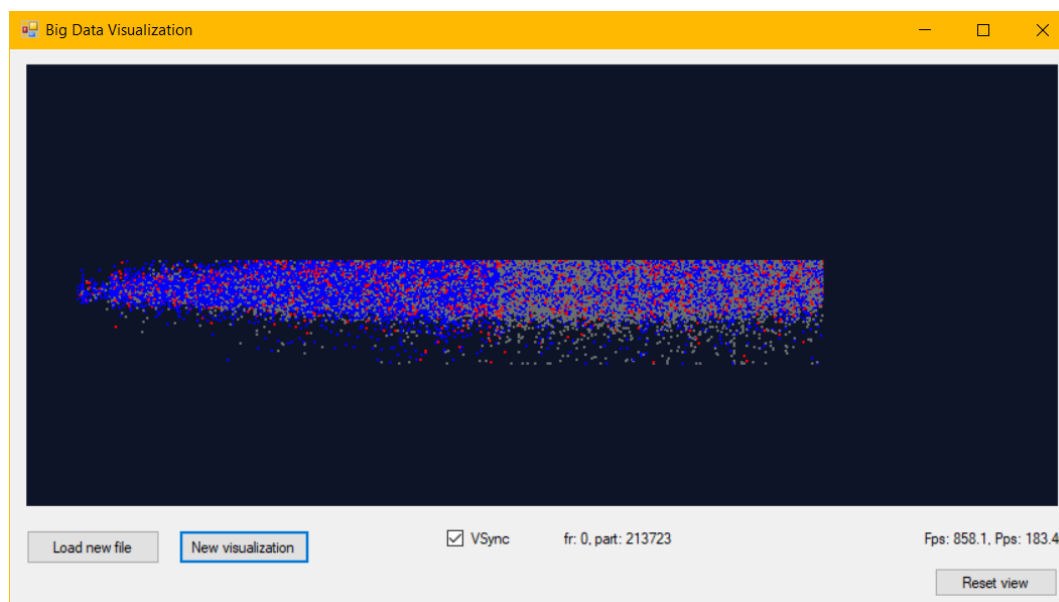 Big Data Visualization
Load new file
New visualization
VSync
fr: 0, part: 213723
Fps: 858.1, Pps: 183.4
Reset view